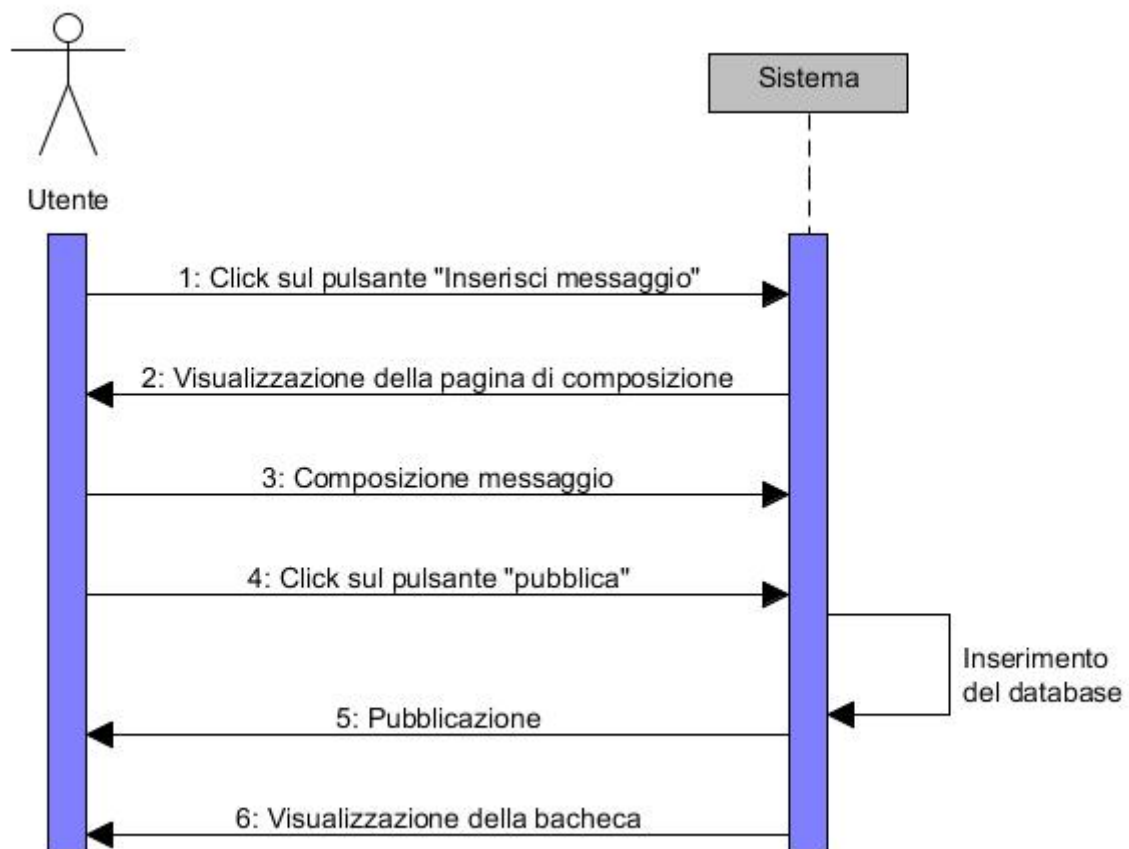 Sistema
Utente
1: Click sul pulsante "Inserisci messaggio"
2: Visualizzazione della pagina di composizione
3: Composizione messaggio
4: Click sul pulsante "pubblica"
Inserimento
del database
5: Pubblicazione
6: Visualizzazione della bacheca